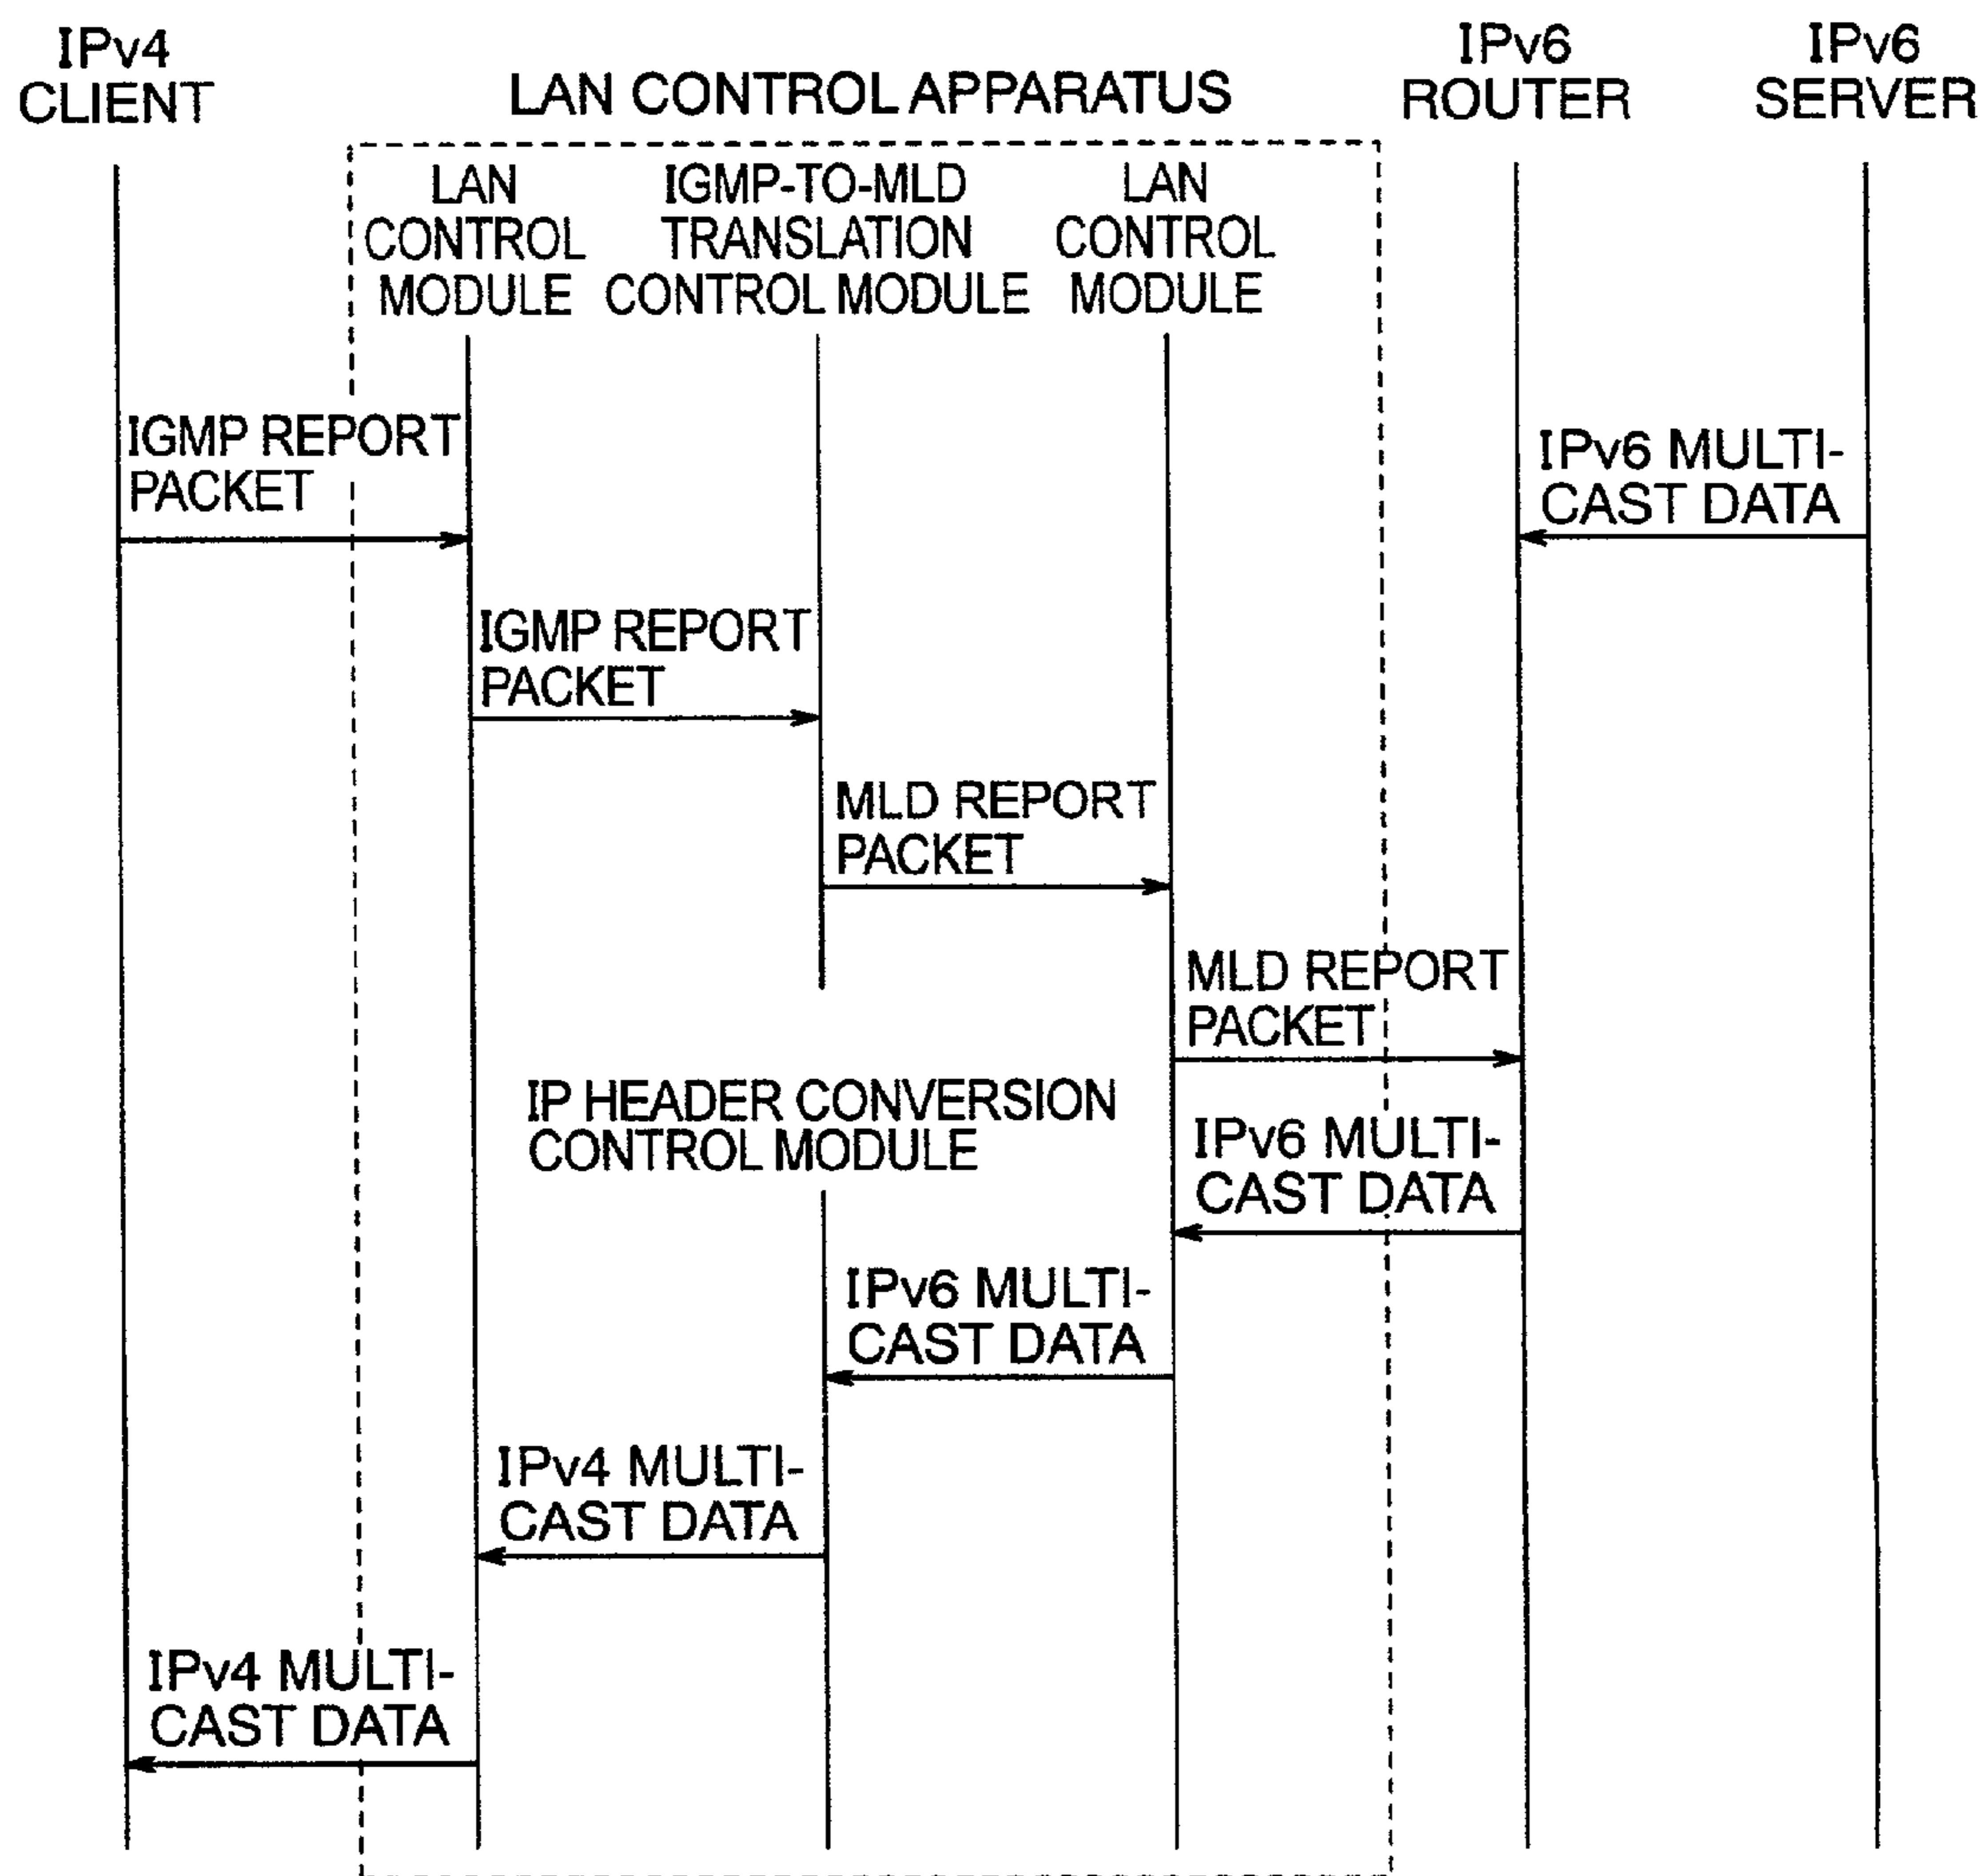 IPv4
CLIENT
LAN CONTROL APPARATUS
IPv6
ROUTER
IPv6
SERVER
LAN
CONTROL
MODULE
IGMP-TO-MLD
TRANSLATION
CONTROL MODULE
LAN
CONTROL
MODULE
IGMP REPORT
PACKET
IPv6 MULTI-
CAST DATA
IGMP REPORT
PACKET
MLD REPORT
PACKET
MLD REPORT
PACKET
IP HEADER CONVERSION
CONTROL MODULE
IPv6 MULTI-
CAST DATA
IPv6 MULTI-
CAST DATA
IPv4 MULTI-
CAST DATA
IPv4 MULTI-
CAST DATA